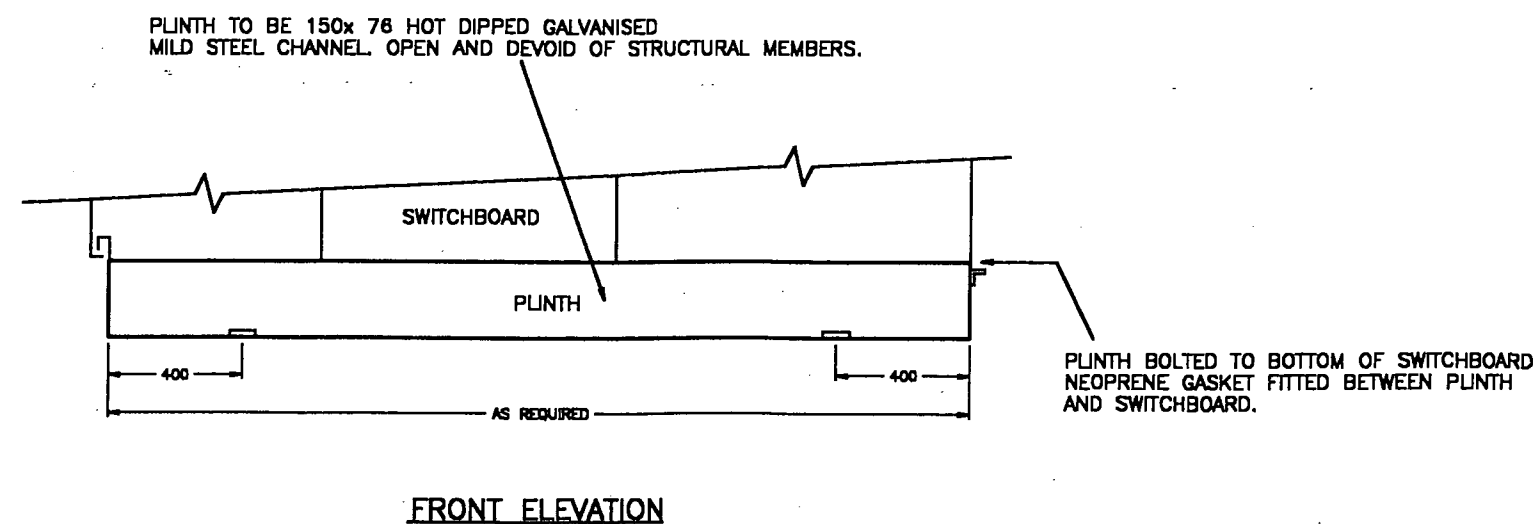 PLINTH TO BE 150x 76 HOT DIPPED GALVANISED
MILD STEEL CHANNEL. OPEN AND DEVOID OF STRUCTURAL MEMBERS.
SWITCHBOARD
PLINTH
400
400
AS REQUIRED
PLINTH BOLTED TO BOTTOM OF SWITCHBOARD
NEOPRENE GASKET FITTED BETWEEN PLINTH
AND SWITCHBOARD.
FRONT ELEVATION